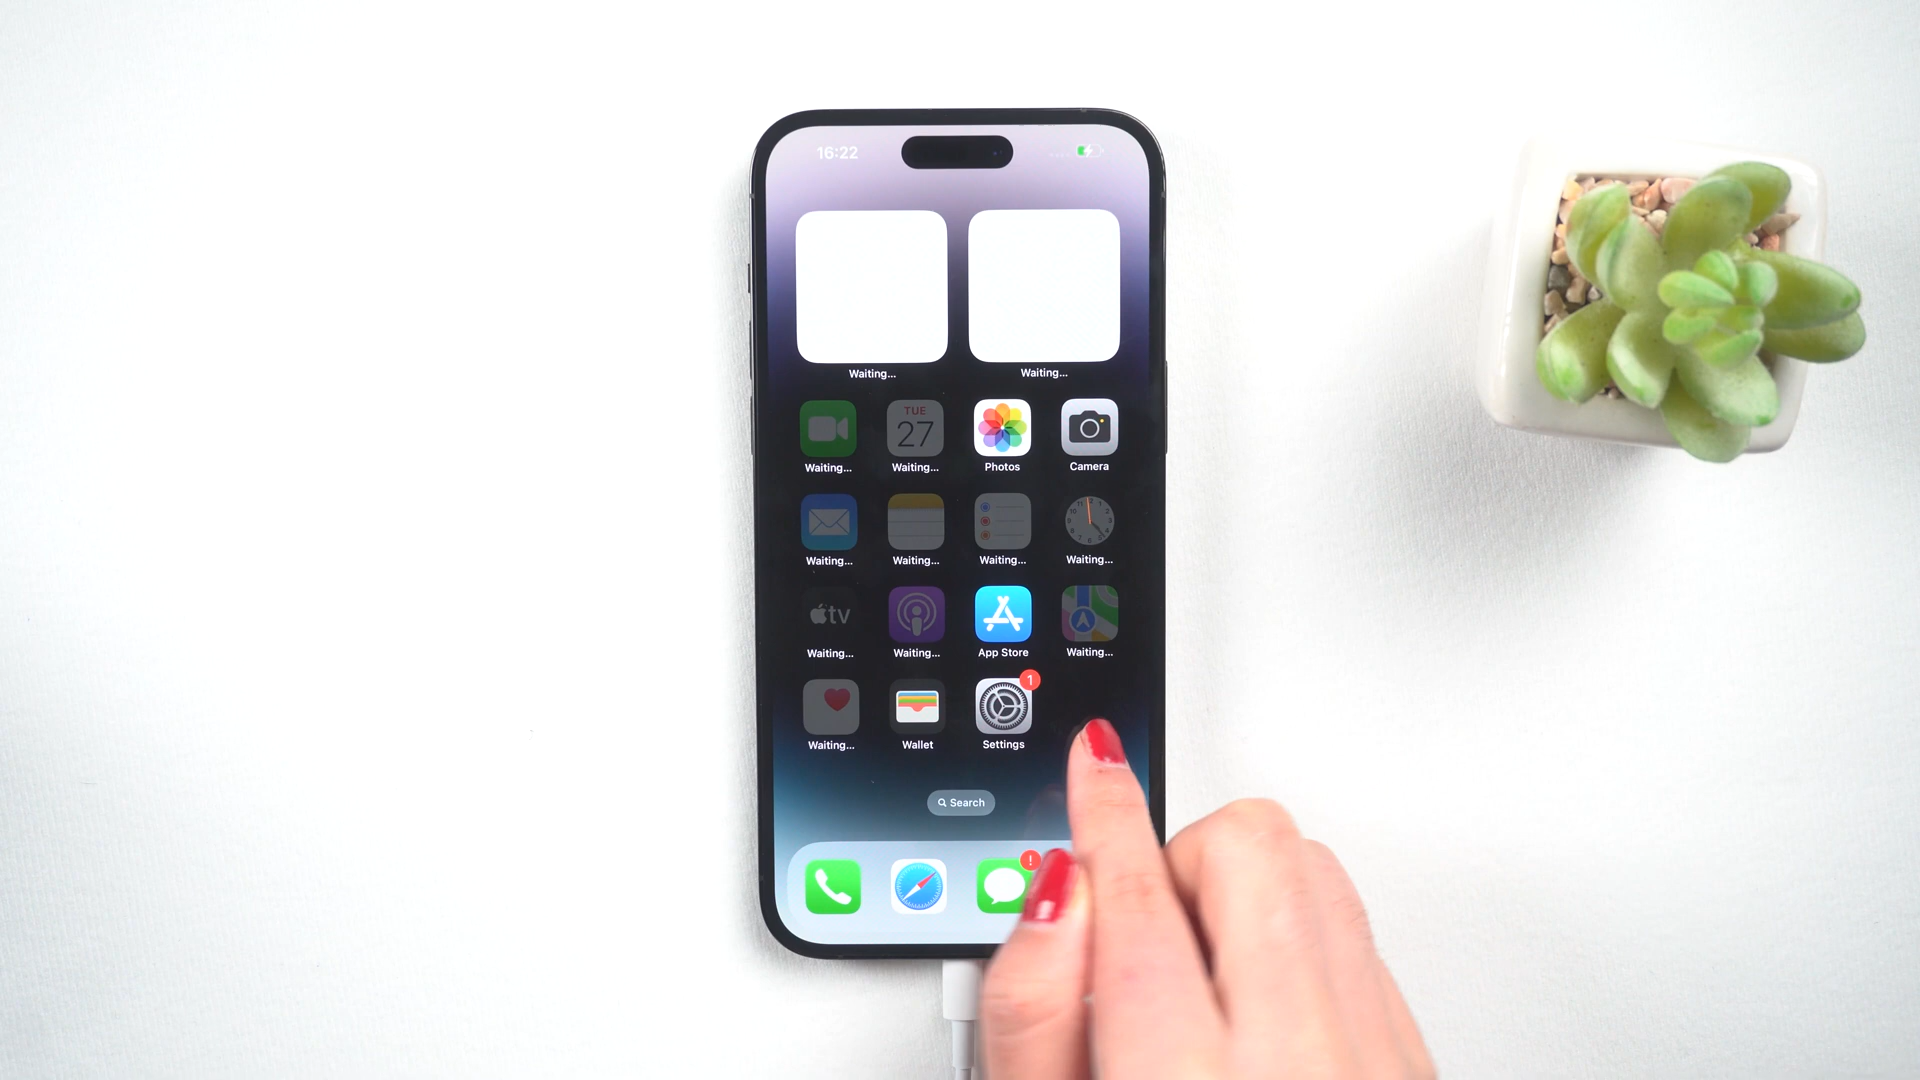 16:22
Waiting... Waiting...
TUE
27
Waiting... Waiting... Photos Camera
Waiting... Waiting... Waiting... Waiting...
tv
Waiting... Waiting... App Store Waiting...
1
Waiting... Wallet Settings
Search
!